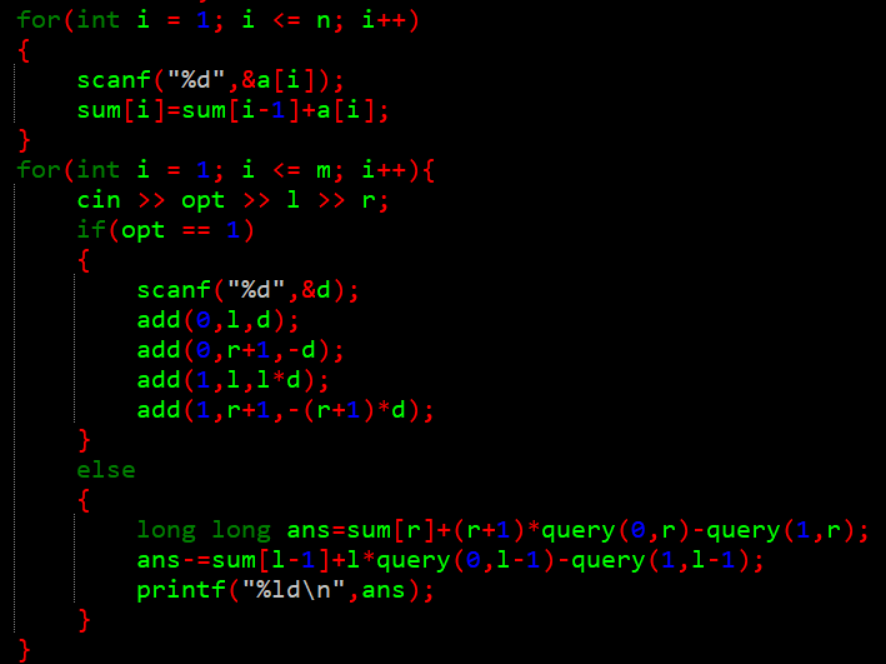 for(int i = 1; i <= n; i++)
{
    scanf("%d",&a[i]);
    sum[i]=sum[i-1]+a[i];
}
for(int i = 1; i <= m; i++){
    cin >> opt >> l >> r;
    if(opt == 1)
    {
        scanf("%d",&d);
        add(0,l,d);
        add(0,r+1,-d);
        add(1,l,l*d);
        add(1,r+1,-(r+1)*d);
    }
    else
    {
        long long ans=sum[r]+(r+1)*query(0,r)-query(1,r);
        ans-=sum[l-1]+l*query(0,l-1)-query(1,l-1);
        printf("%ld\n",ans);
    }
}